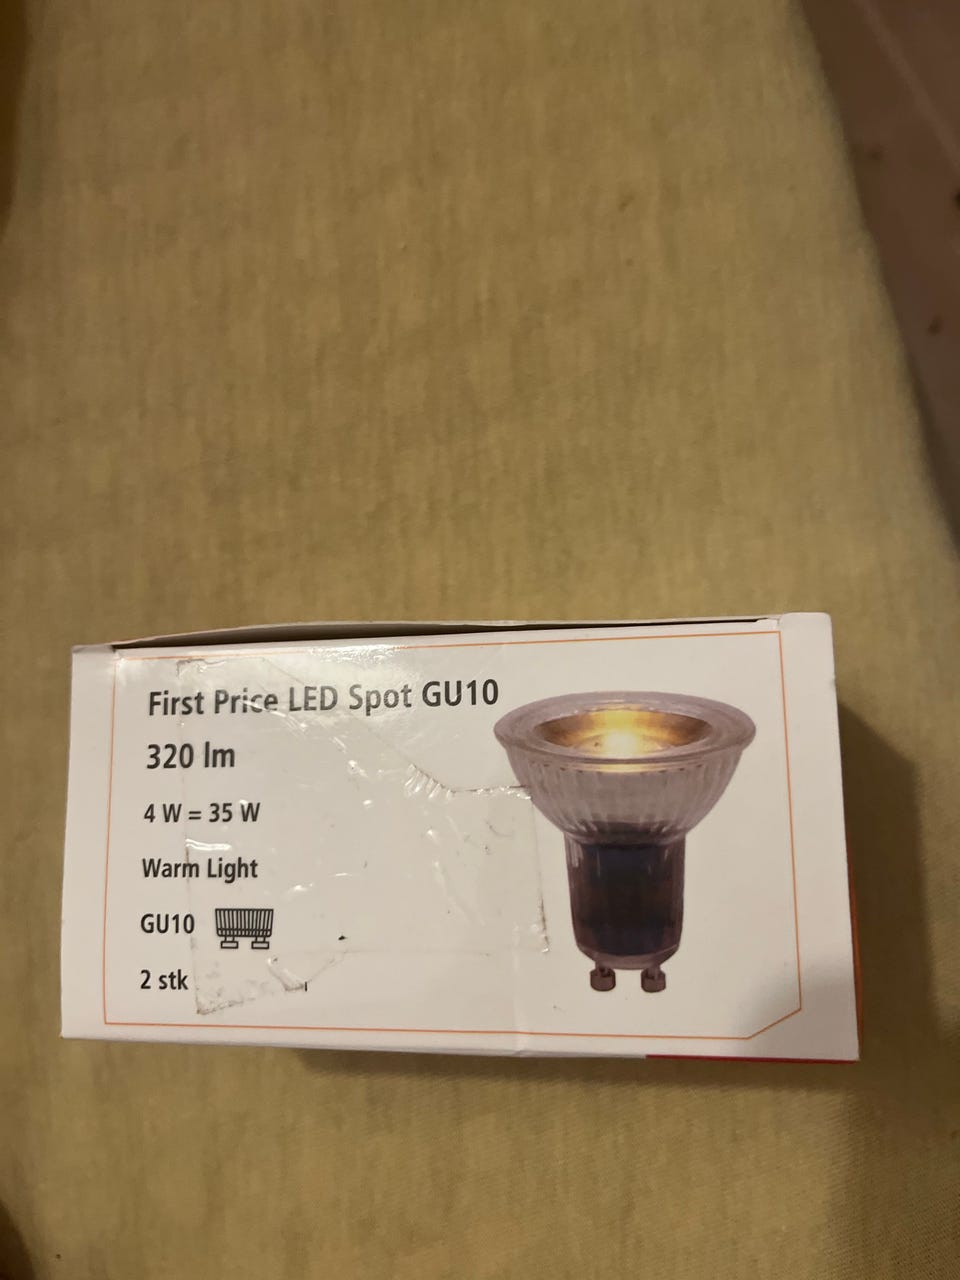 First Price LED Spot GU10
320 lm
4 W = 35 W
Warm Light
GU10
2 stk